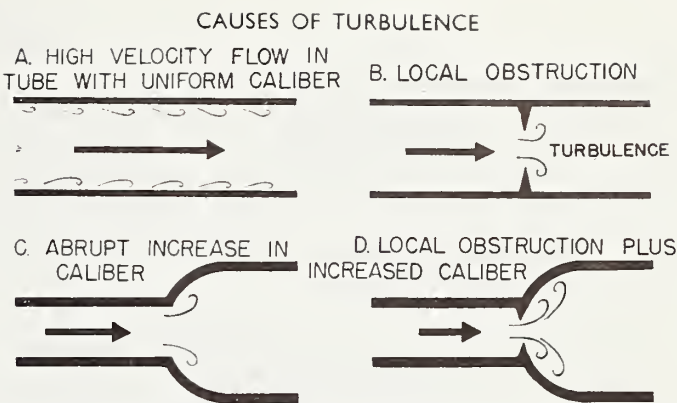 CAUSES OF TURBULENCE
A. HIGH VELOCITY FLOW IN
TUBE WITH UNIFORM CALIBER
B. LOCAL OBSTRUCTION
TURBULENCE
C. ABRUPT INCREASE IN
CALIBER
D. LOCAL OBSTRUCTION PLUS
INCREASED CALIBER